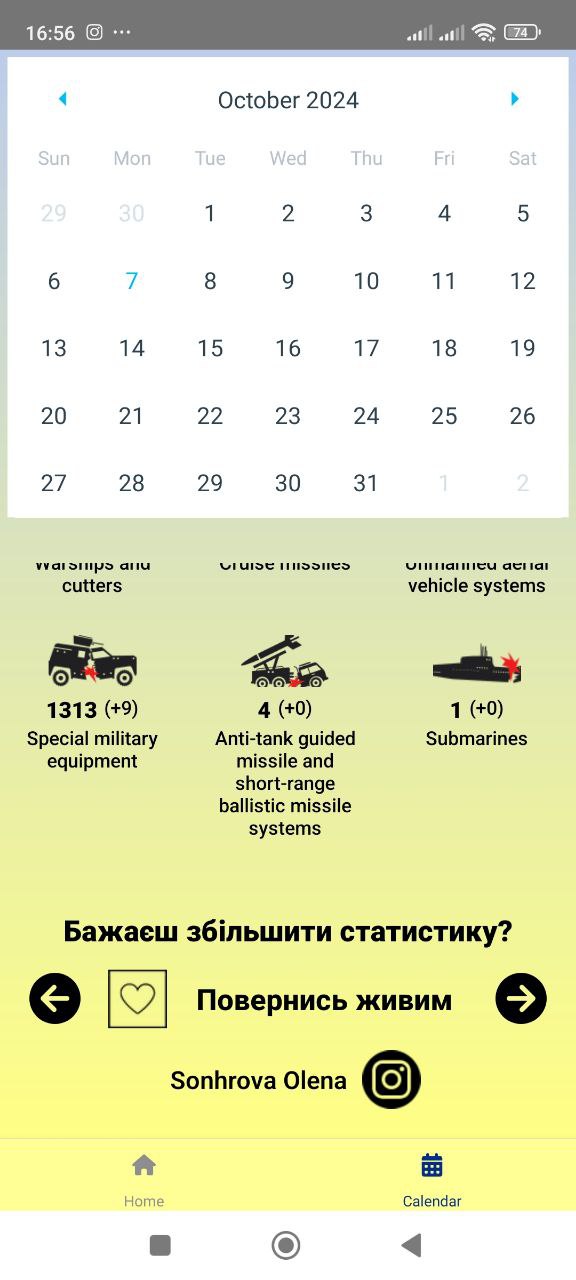 16:56
74
October 2024
Sun Mon Tue Wed Thu Fri Sat
29 30 1 2 3 4 5
6 7 8 9 10 11 12
13 14 15 16 17 18 19
20 21 22 23 24 25 26
27 28 29 30 31 1 2
Warships and cutters
Cruise missiles
Unmanned aerial
vehicle systems
1313 (+9)
Special military
equipment
4 (+0)
Anti-tank guided
missile and
short-range
ballistic missile
systems
1 (+0)
Submarines
Бажаєш збільшити статистику?
Повернись живим
Sonhrova Olena
Home
Calendar